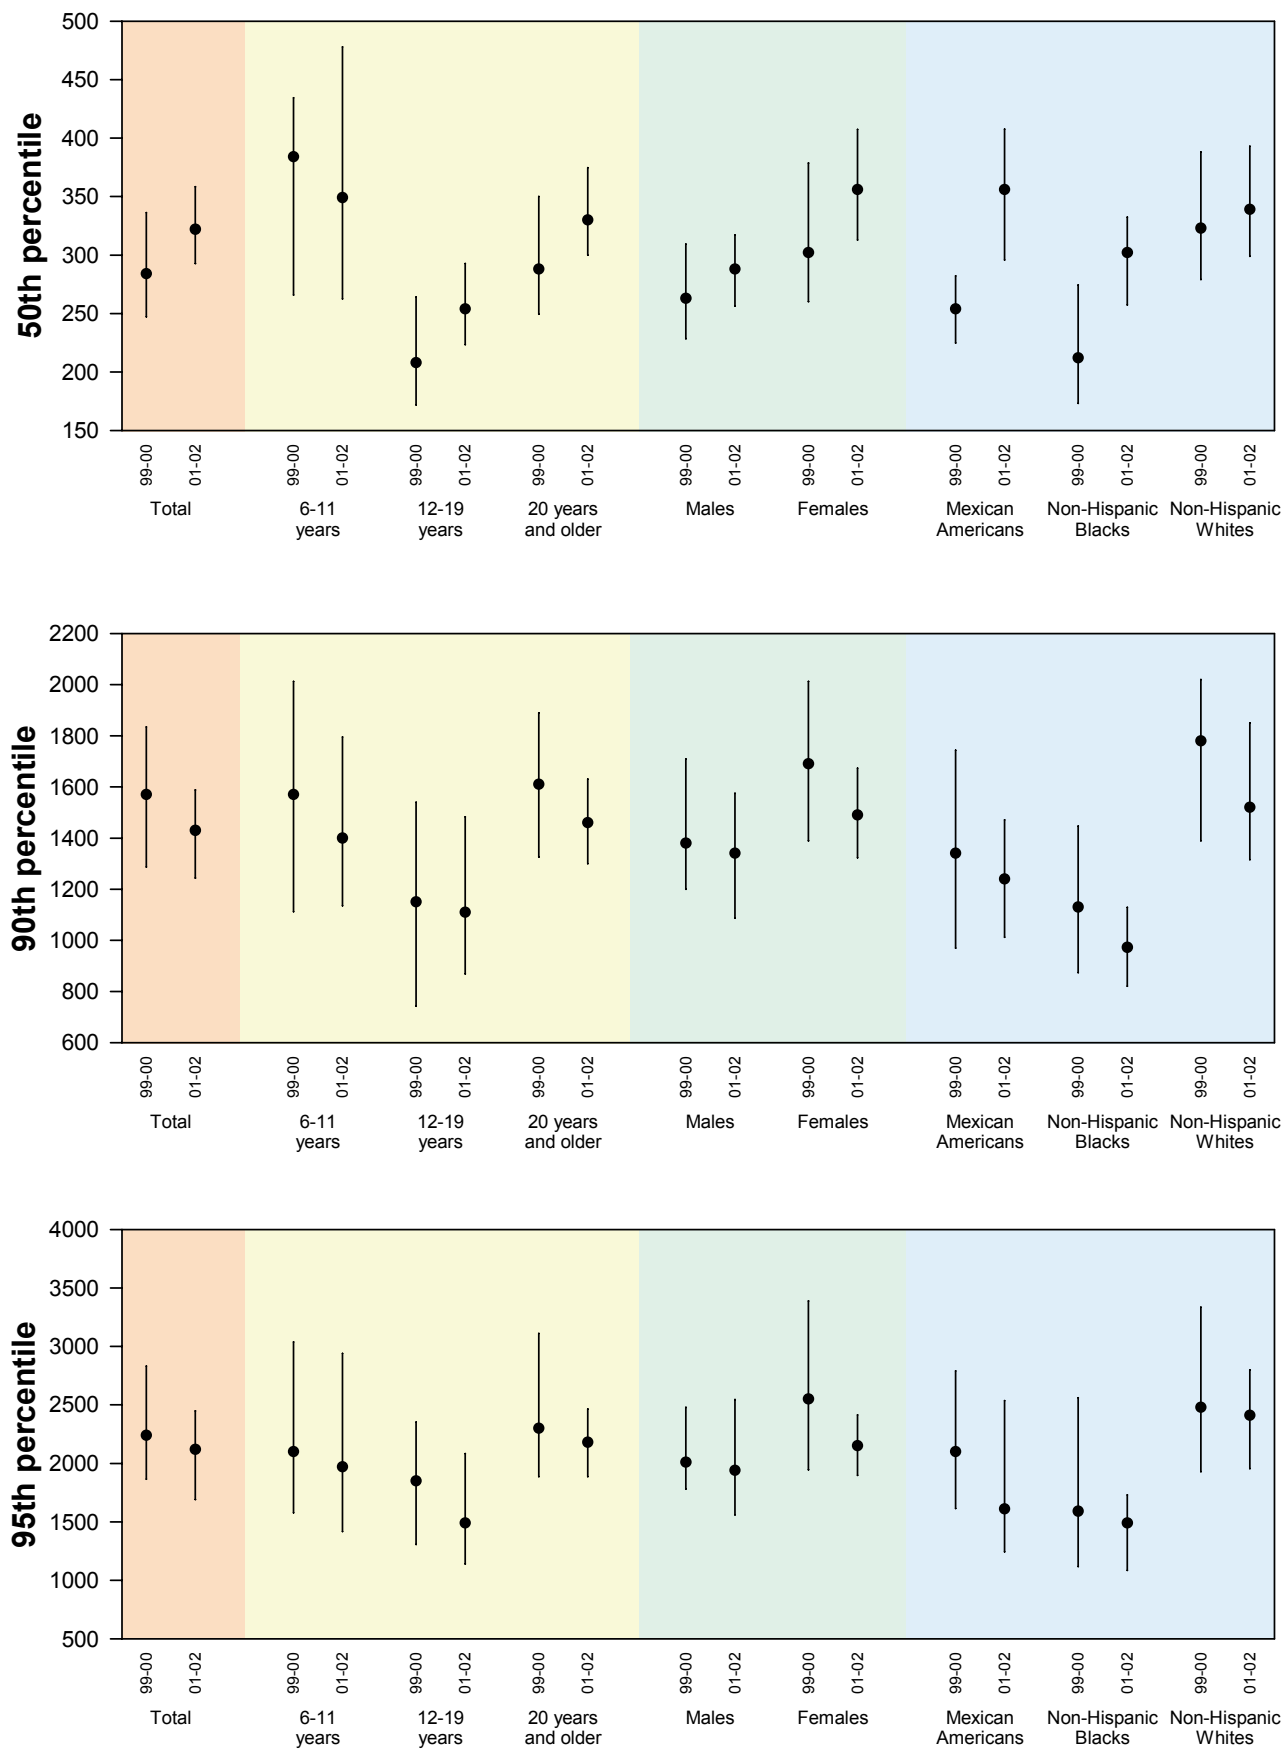 50th percentile
500
450
400
350
300
250
200
150
99-00 01-02 99-00 01-02 99-00 01-02 99-00 01-02 99-00 01-02 99-00 01-02 99-00 01-02 99-00 01-02 99-00 01-02
Total 6-11 12-19 20 years Males Females Mexican Non-Hispanic Non-Hispanic
years years and older Americans Blacks Whites
90th percentile
2200
2000
1800
1600
1400
1200
1000
800
600
99-00 01-02 99-00 01-02 99-00 01-02 99-00 01-02 99-00 01-02 99-00 01-02 99-00 01-02 99-00 01-02 99-00 01-02
Total 6-11 12-19 20 years Males Females Mexican Non-Hispanic Non-Hispanic
years years and older Americans Blacks Whites
95th percentile
4000
3500
3000
2500
2000
1500
1000
500
99-00 01-02 99-00 01-02 99-00 01-02 99-00 01-02 99-00 01-02 99-00 01-02 99-00 01-02 99-00 01-02 99-00 01-02
Total 6-11 12-19 20 years Males Females Mexican Non-Hispanic Non-Hispanic
years years and older Americans Blacks Whites